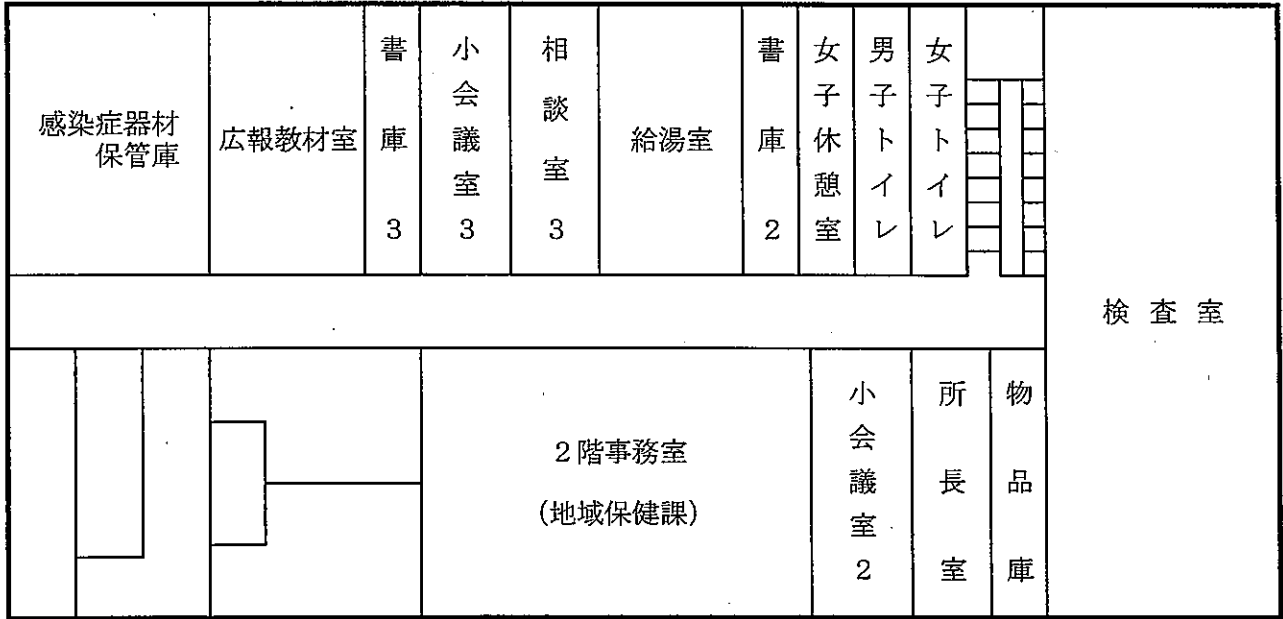 感染症器材
保管庫
広報教材室
書庫3
小会議室3
相談室3
給湯室
書庫2
女子休憩室
男子トイレ
女子トイレ
検査室
2階事務室
(地域保健課)
小会議室2
所長室
物品庫